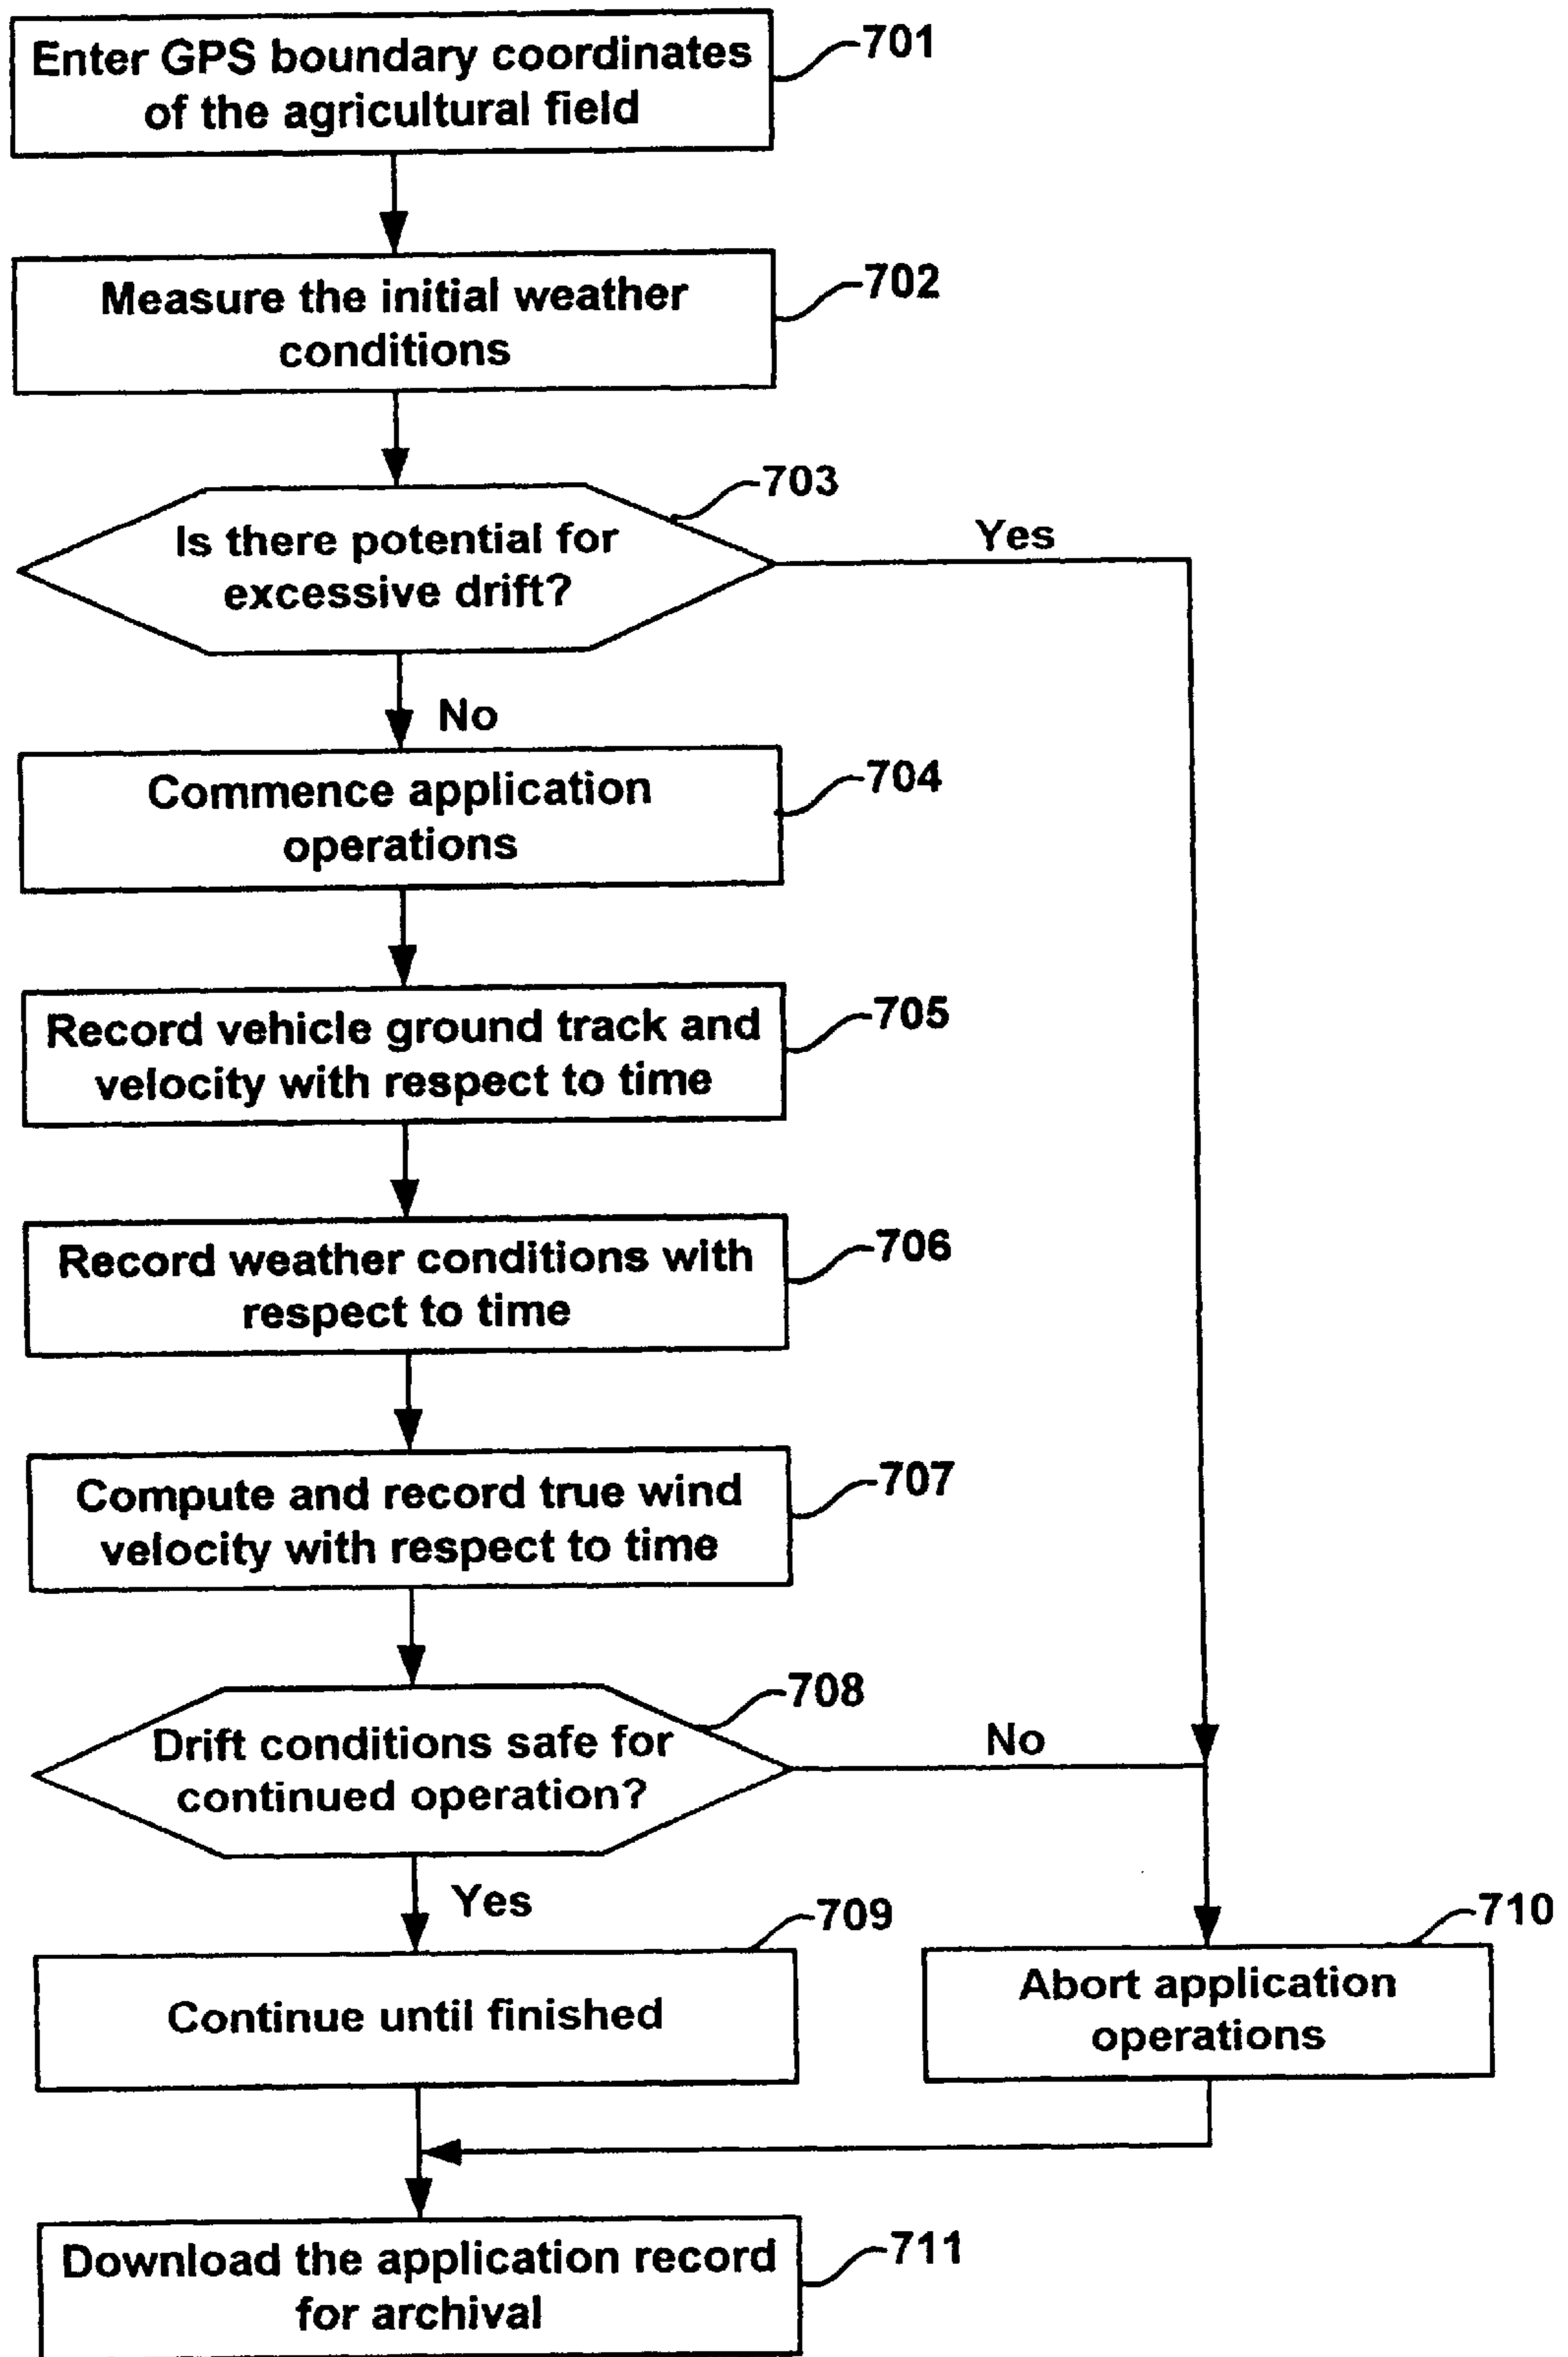 Enter GPS boundary coordinates
of the agricultural field
701
Measure the initial weather
conditions
702
703
Is there potential for
excessive drift?
Yes
No
Commence application
operations
704
Record vehicle ground track and
velocity with respect to time
705
Record weather conditions with
respect to time
706
Compute and record true wind
velocity with respect to time
707
708
Drift conditions safe for
continued operation?
No
Yes
709
Continue until finished
710
Abort application
operations
Download the application record
for archival
711